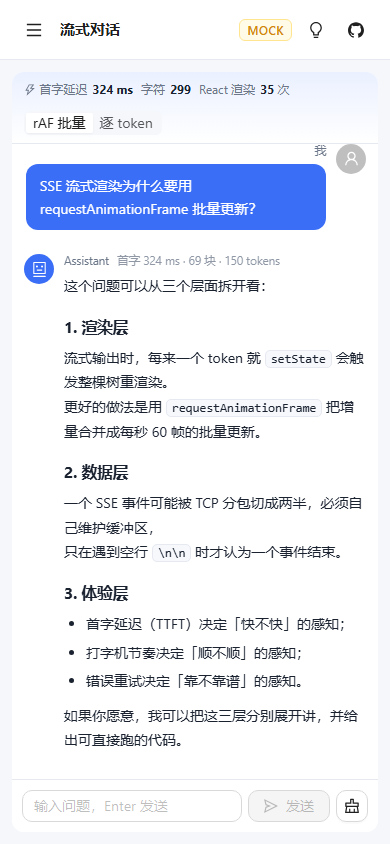 流式对话
MOCK
首字延迟 324 ms 字符 299 React 渲染 35 次
rAF 批量 逐 token
我
SSE 流式渲染为什么要用
requestAnimationFrame 批量更新？
Assistant 首字 324 ms · 69 块 · 150 tokens
这个问题可以从三个层面拆开看：
1. 渲染层
流式输出时，每来一个 token 就 setState 会触
发整棵树重渲染。
更好的做法是用 requestAnimationFrame 把增
量合并成每秒 60 帧的批量更新。
2. 数据层
一个 SSE 事件可能被 TCP 分包切成两半，必须自
己维护缓冲区，
只在遇到空行 \n\n 时才认为一个事件结束。
3. 体验层
• 首字延迟（TTFT）决定「快不快」的感知；
• 打字机节奏决定「顺不顺」的感知；
• 错误重试决定「靠不靠谱」的感知。
如果你愿意，我可以把这三层分别展开讲，并给
出可直接跑的代码。
输入问题，Enter 发送
发送